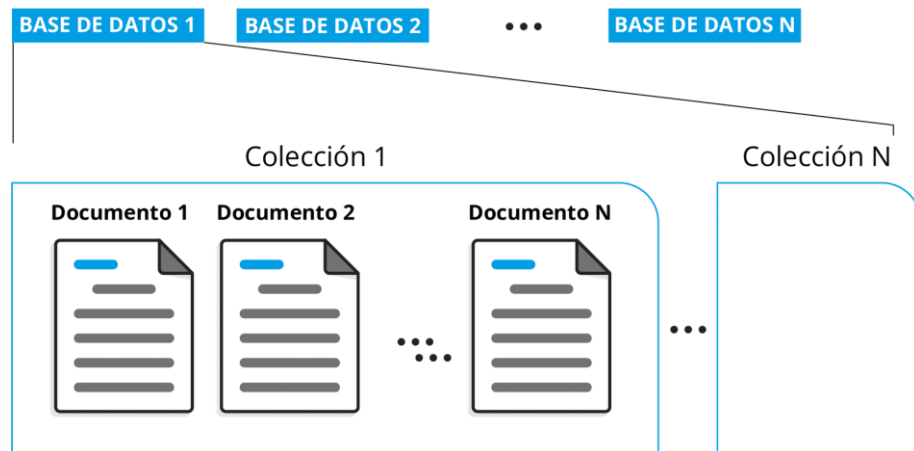 BASE DE DATOS 1 BASE DE DATOS 2 ••• BASE DE DATOS N
Colección 1 Colección N
Documento 1 Documento 2 Documento N